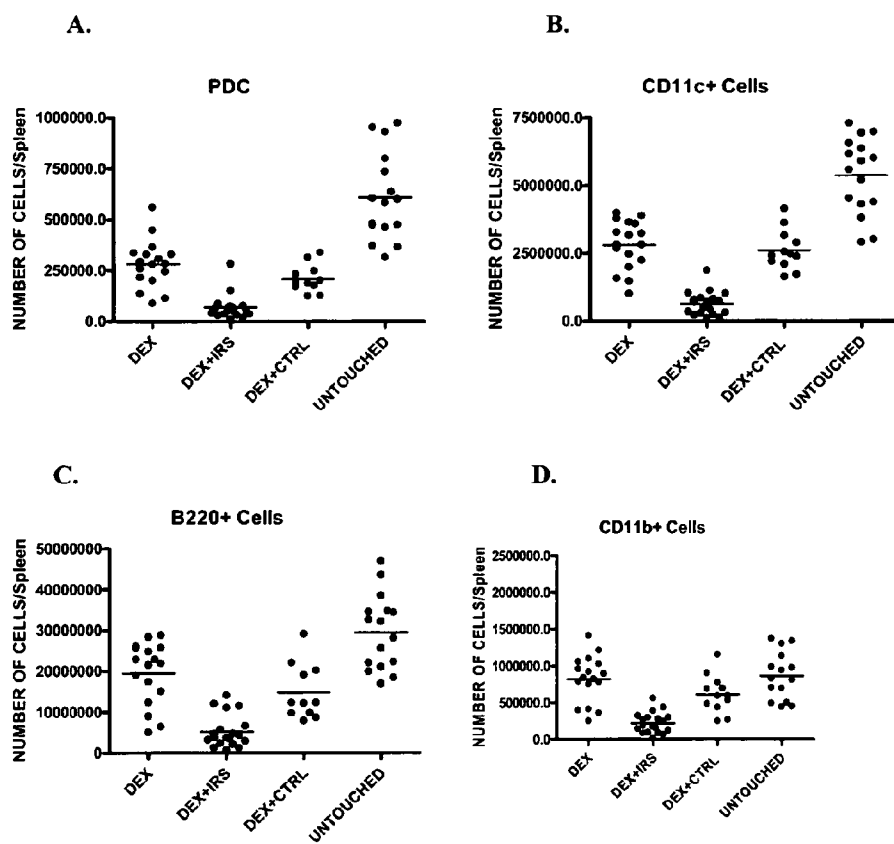 A.
PDC
NUMBER OF CELLS/Spleen
1000000.0
750000.0
500000.0
250000.0
0.0
DEX
DEX+IRS
DEX+CTRL
UNTOUCHED
B.
CD11c+ Cells
NUMBER OF CELLS/Spleen
7500000.0
5000000.0
2500000.0
0.0
DEX
DEX+IRS
DEX+CTRL
UNTOUCHED
C.
B220+ Cells
NUMBER OF CELLS/Spleen
50000000
40000000
30000000
20000000
10000000
0
DEX
DEX+IRS
DEX+CTRL
UNTOUCHED
D.
CD11b+ Cells
NUMBER OF CELLS/Spleen
2500000.0
2000000.0
1500000.0
1000000.0
500000.0
0.0
DEX
DEX+IRS
DEX+CTRL
UNTOUCHED